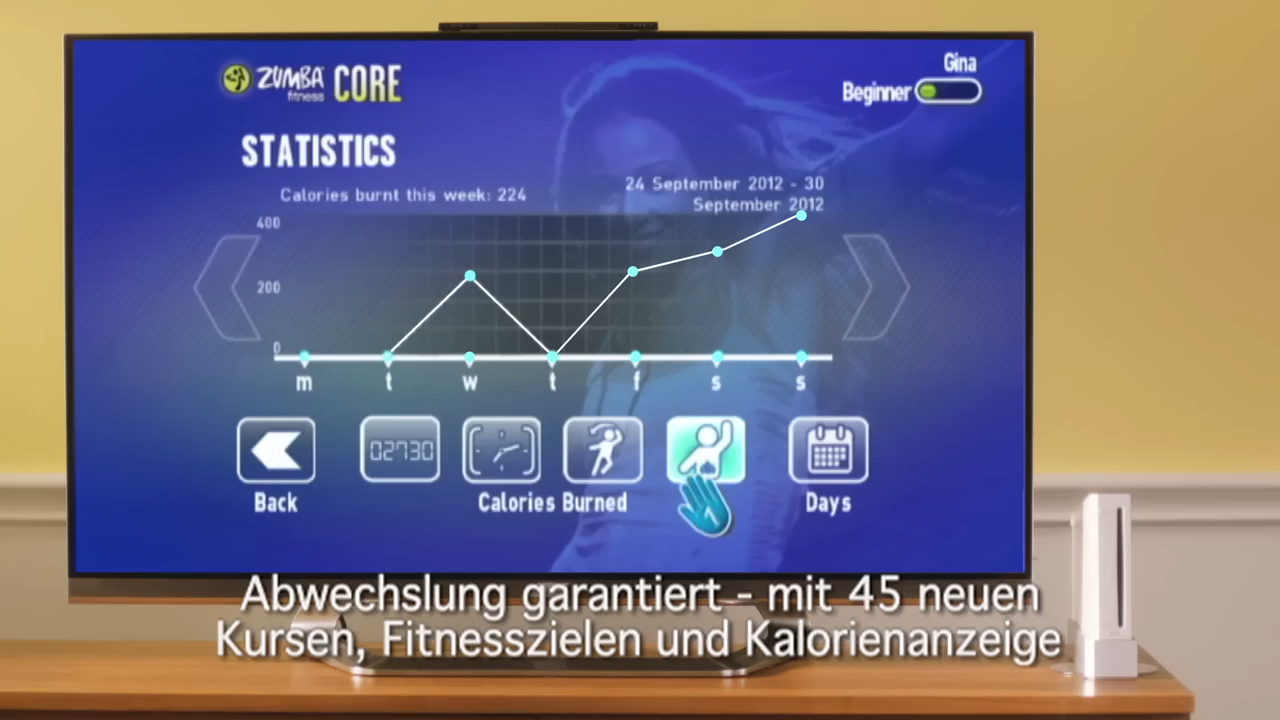 ZUMBA fitness CORE
Gina
Beginner
STATISTICS
Calories burnt this week: 224
24 September 2012 - 30
September 2012
400
200
0
m t w t f s s
02730
Back
Calories Burned
Days
Abwechslung garantiert - mit 45 neuen
Kursen, Fitnesszielen und Kalorienanzeige